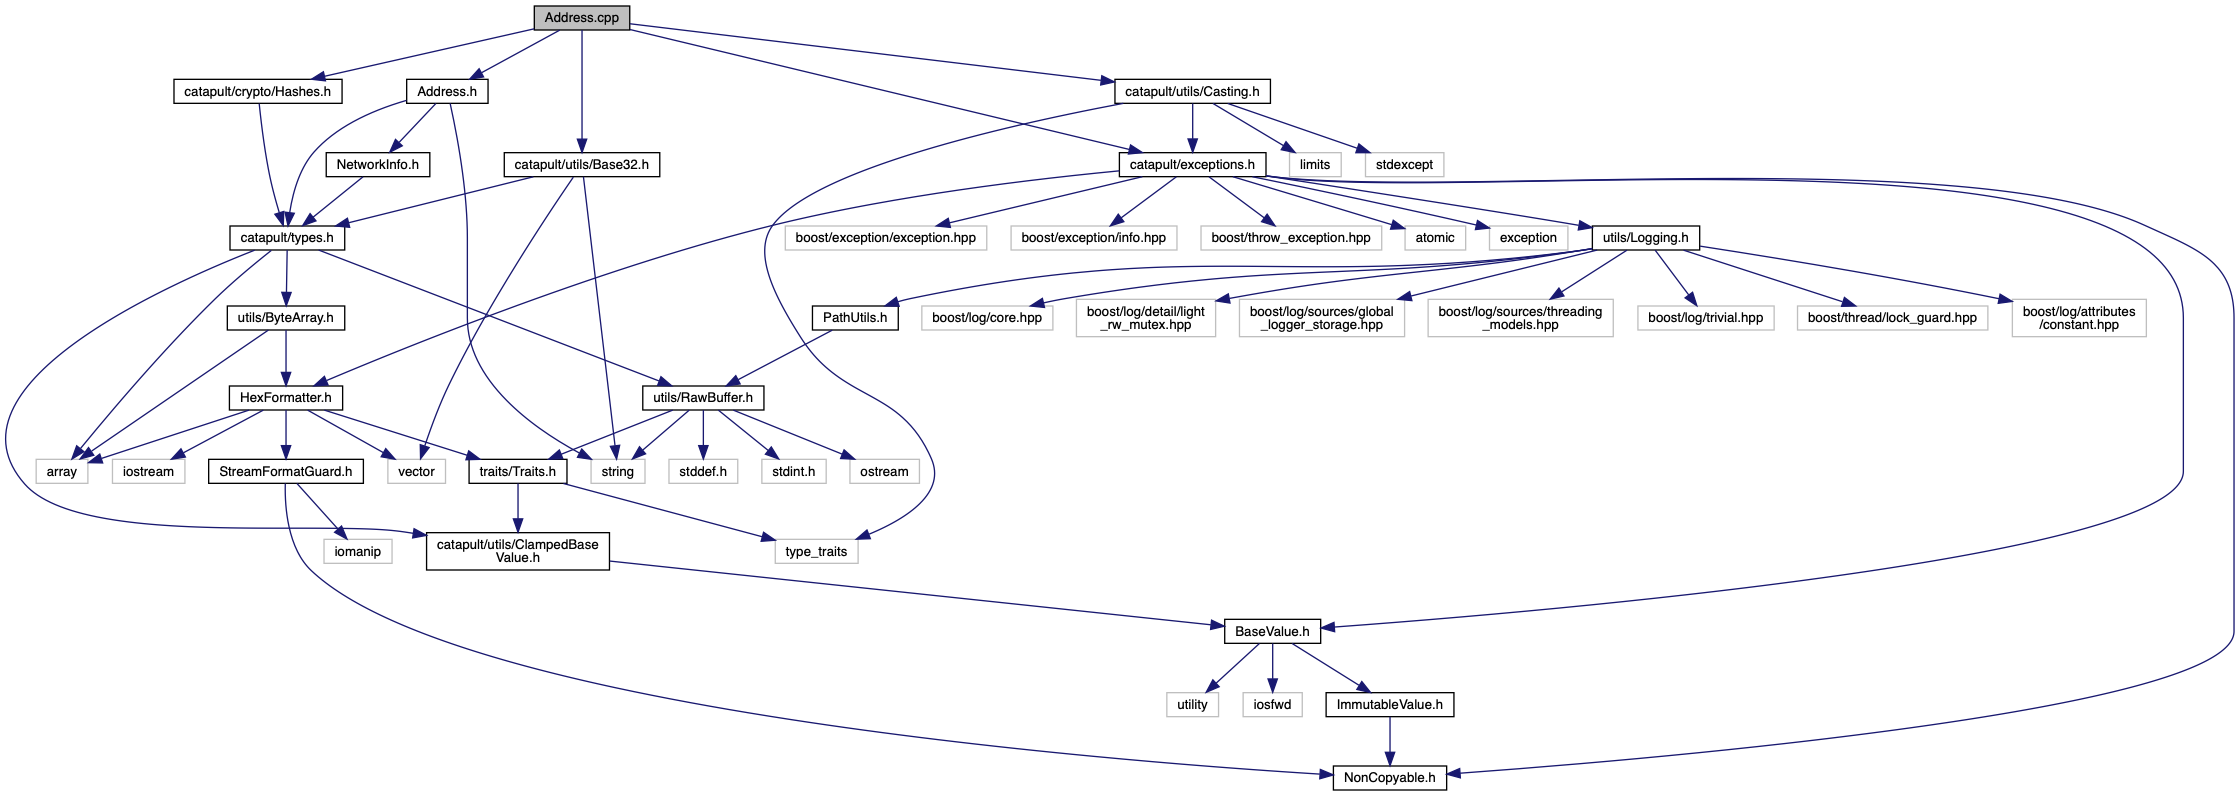 Address.cpp
catapult/crypto/Hashes.h
Address.h
catapult/utils/Casting.h
NetworkInfo.h
catapult/utils/Base32.h
catapult/exceptions.h
limits
stdexcept
catapult/types.h
boost/exception/exception.hpp
boost/exception/info.hpp
boost/throw_exception.hpp
atomic
exception
utils/Logging.h
utils/ByteArray.h
PathUtils.h
boost/log/core.hpp
boost/log/detail/light
_rw_mutex.hpp
boost/log/sources/global
_logger_storage.hpp
boost/log/sources/threading
_models.hpp
boost/log/trivial.hpp
boost/thread/lock_guard.hpp
boost/log/attributes
/constant.hpp
HexFormatter.h
utils/RawBuffer.h
array
iostream
StreamFormatGuard.h
vector
traits/Traits.h
string
stddef.h
stdint.h
ostream
iomanip
catapult/utils/ClampedBase
Value.h
type_traits
BaseValue.h
utility
iosfwd
ImmutableValue.h
NonCopyable.h